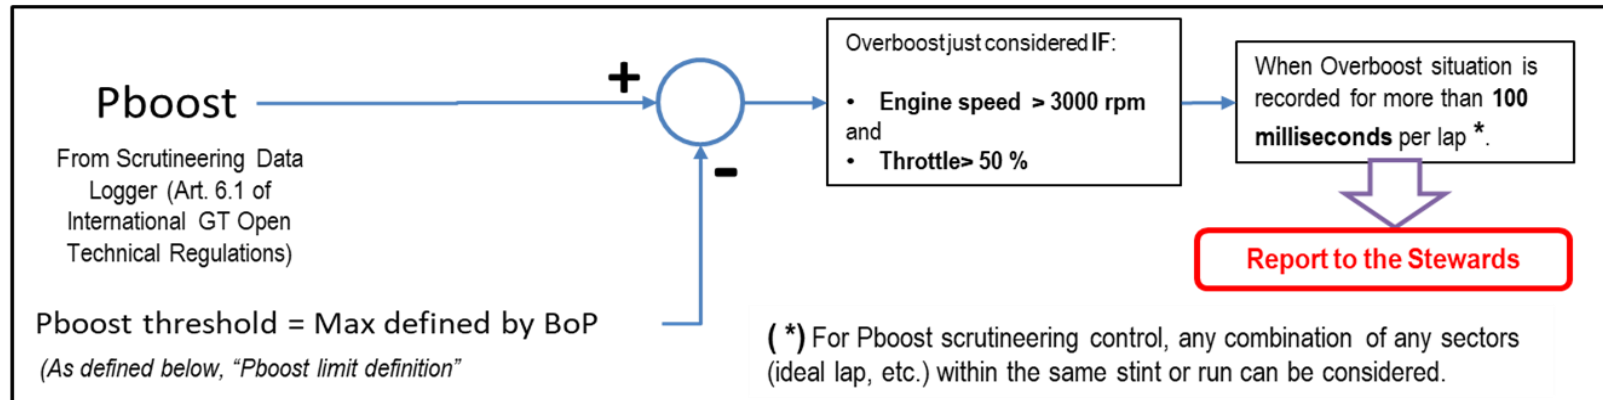 Pboost
From Scrutineering Data
Logger (Art. 6.1 of
International GT Open
Technical Regulations)
Pboost threshold = Max defined by BoP
(As defined below, “Pboost limit definition”
+
-
Overboost just considered IF:
• Engine speed > 3000 rpm
and
• Throttle> 50 %
When Overboost situation is
recorded for more than 100
milliseconds per lap *.
Report to the Stewards
( *) For Pboost scrutineering control, any combination of any sectors
(ideal lap, etc.) within the same stint or run can be considered.